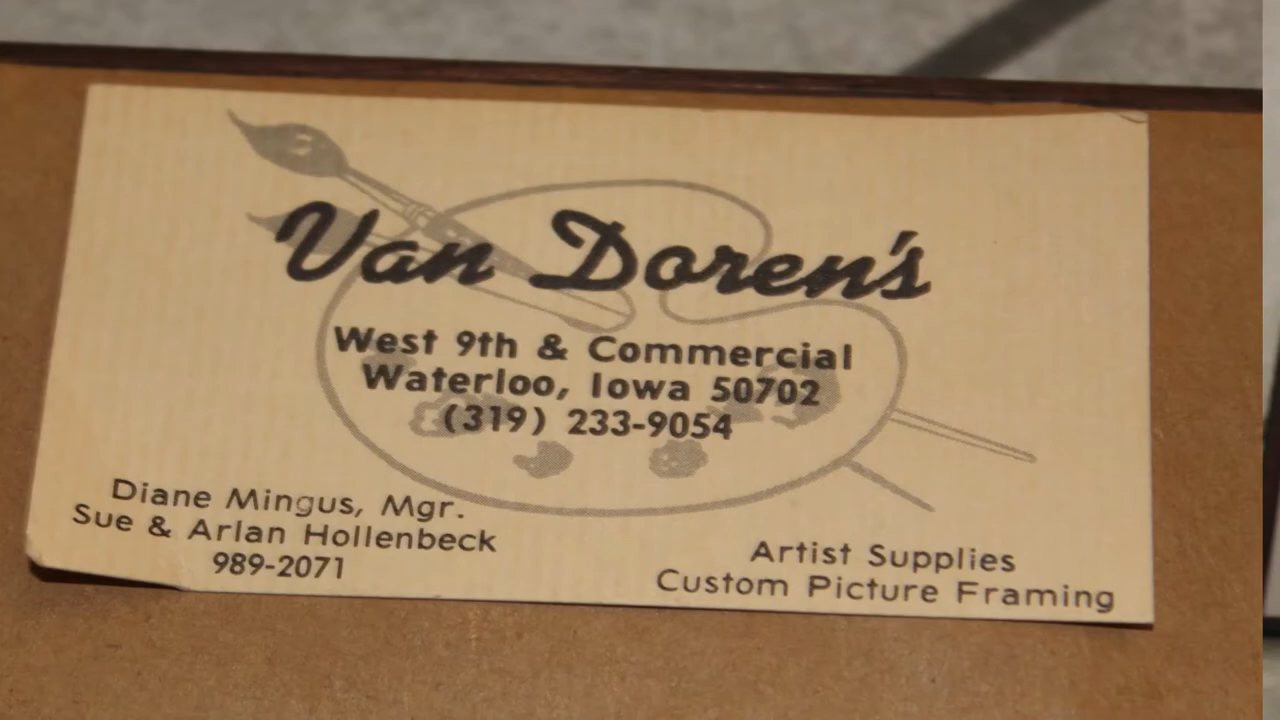 Van Doren's
West 9th & Commercial
Waterloo, Iowa 50702
(319) 233-9054
Diane Mingus, Mgr.
Sue & Arlan Hollenbeck
989-2071
Artist Supplies
Custom Picture Framing